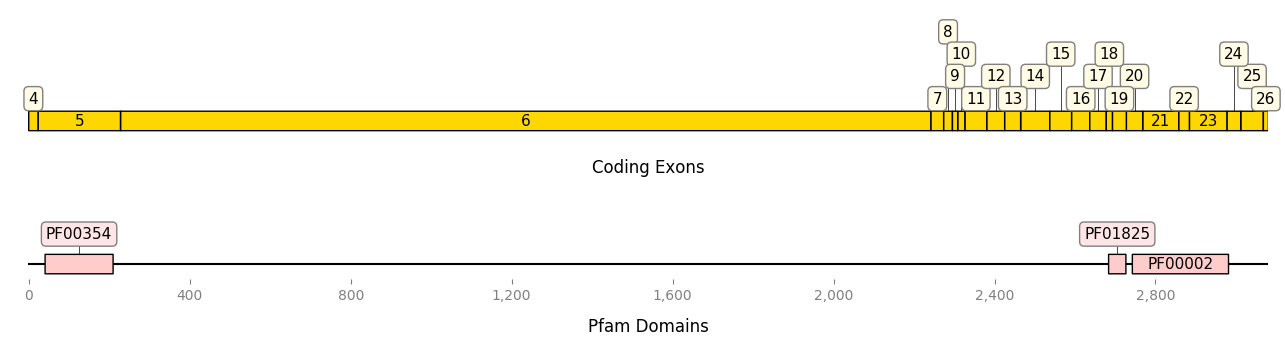 8
10 15 18 24
9 12 14 17 20 25
4 7 11 13 16 19 22 26
5 6 21 23
Coding Exons
PF00354 PF01825
PF00002
0 400 800 1,200 1,600 2,000 2,400 2,800
Pfam Domains